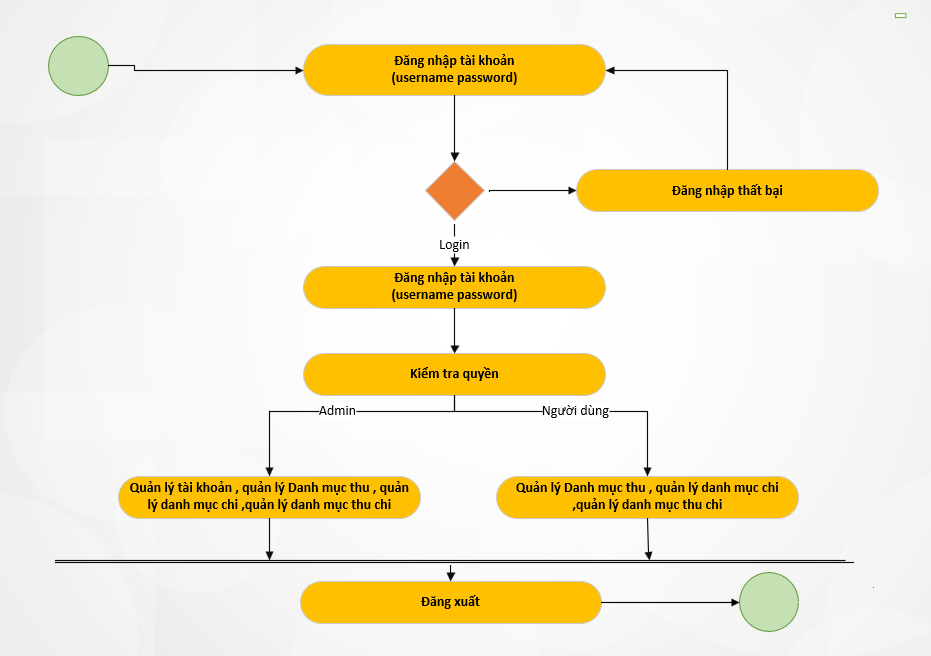 Đăng nhập tài khoản
(username password)
Đăng nhập thất bại
Login
Đăng nhập tài khoản
(username password)
Kiểm tra quyền
Admin
Người dùng
Quản lý tài khoản , quản lý Danh mục thu , quản
lý danh mục chi ,quản lý danh mục thu chi
Quản lý Danh mục thu , quản lý danh mục chi
,quản lý danh mục thu chi
Đăng xuất